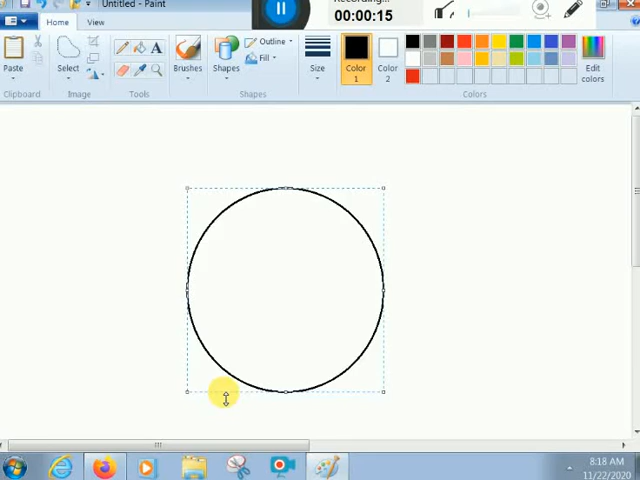 Untitled - Paint
00:00:15
Home View
Paste
Select
Brushes
Shapes
Outline
Fill
Size
Color
1
Color
2
Edit
colors
Clipboard Image Tools Shapes Colors
8:18 AM
11/22/2020